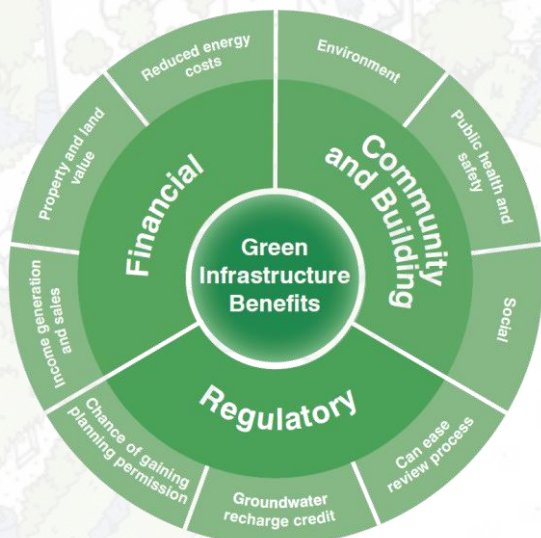 Reduced energy
costs
Environment
Property and land
value
Financial
Community
and Building
Public health and
safety
Green
Infrastructure
Benefits
Income generation
and sales
Social
Regulatory
Chance of gaining
planning permission
Groundwater
recharge credit
Can ease
review process